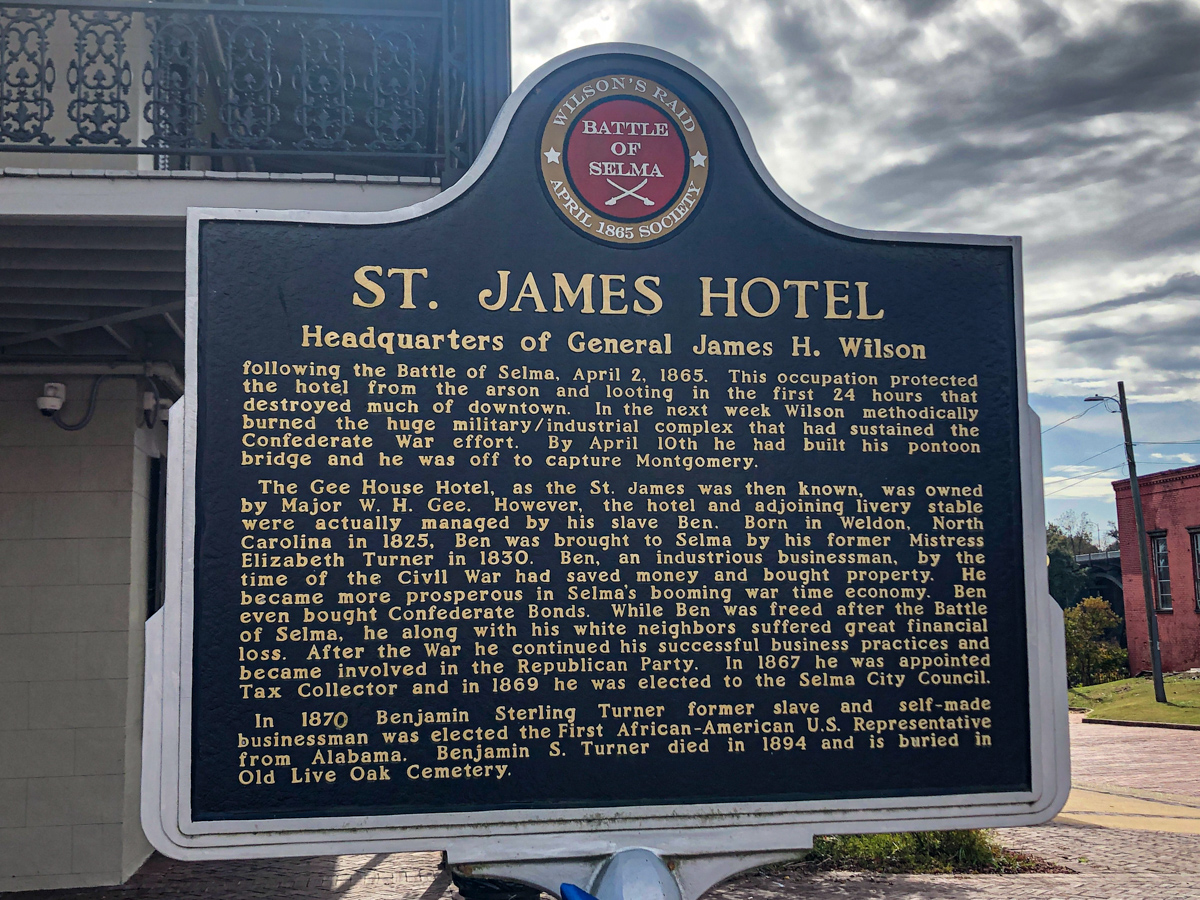 WILSON'S RAID
BATTLE
OF
SELMA
APRIL 1865 SOCIETY
ST. JAMES HOTEL
Headquarters of General James H. Wilson
following the Battle of Selma, April 2, 1865. This occupation protected
the hotel from the arson and looting in the first 24 hours that
destroyed much of downtown. In the next week Wilson methodically
burned the huge military/industrial complex that had sustained the
Confederate War effort. By April 10th he had built his pontoon
bridge and he was off to capture Montgomery.
The Gee House Hotel, as the St. James was then known, was owned
by Major W. H. Gee. However, the hotel and adjoining livery stable
were actually managed by his slave Ben. Born in Weldon, North
Carolina in 1825, Ben was brought to Selma by his former Mistress
Elizabeth Turner in 1830. Ben, an industrious businessman, by the
time of the Civil War had saved money and bought property. He
became more prosperous in Selma's booming war time economy. Ben
even bought Confederate Bonds. While Ben was freed after the Battle
of Selma, he along with his white neighbors suffered great financial
loss. After the War he continued his successful business practices and
became involved in the Republican Party. In 1867 he was appointed
Tax Collector and in 1869 he was elected to the Selma City Council.
In 1870 Benjamin Sterling Turner former slave and self-made
businessman was elected the First African-American U.S. Representative
from Alabama. Benjamin S. Turner died in 1894 and is buried in
Old Live Oak Cemetery.